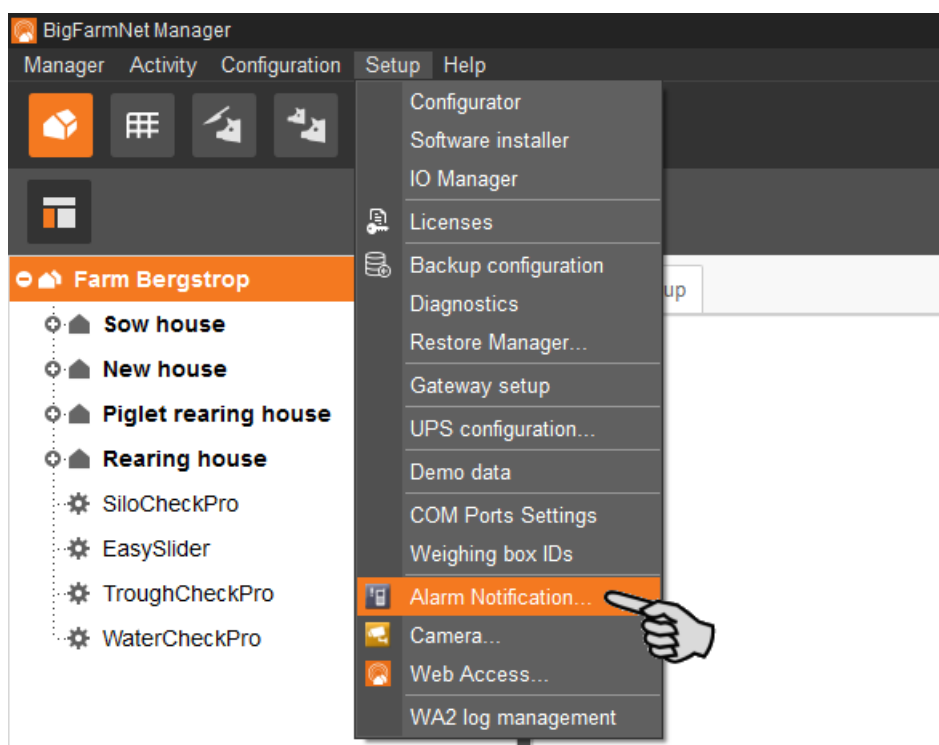 BigFarmNet Manager
Manager Activity Configuration Setup Help
Configurator
Software installer
IO Manager
Licenses
Backup configuration
Diagnostics
Restore Manager...
Gateway setup
UPS configuration...
Demo data
COM Ports Settings
Weighing box IDs
Alarm Notification...
Camera...
Web Access...
WA2 log management
up
Farm Bergstrop
Sow house
New house
Piglet rearing house
Rearing house
SiloCheckPro
EasySlider
TroughCheckPro
WaterCheckPro